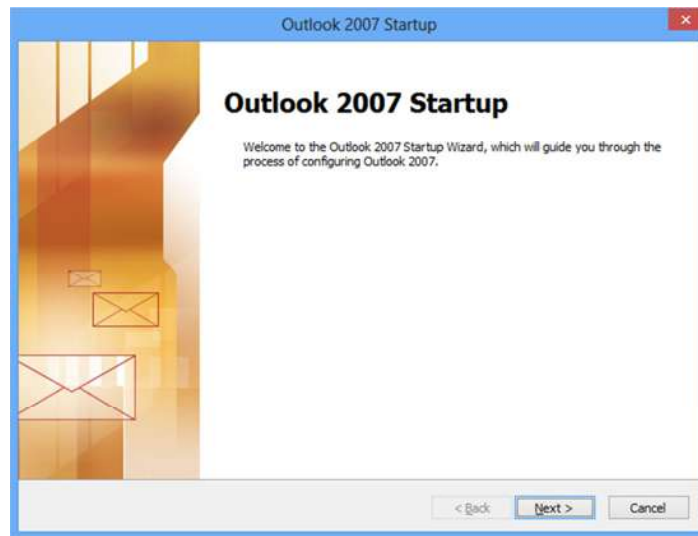 Outlook 2007 Startup
Outlook 2007 Startup
Welcome to the Outlook 2007 Startup Wizard, which will guide you through the
process of configuring Outlook 2007.
< Back Next > Cancel